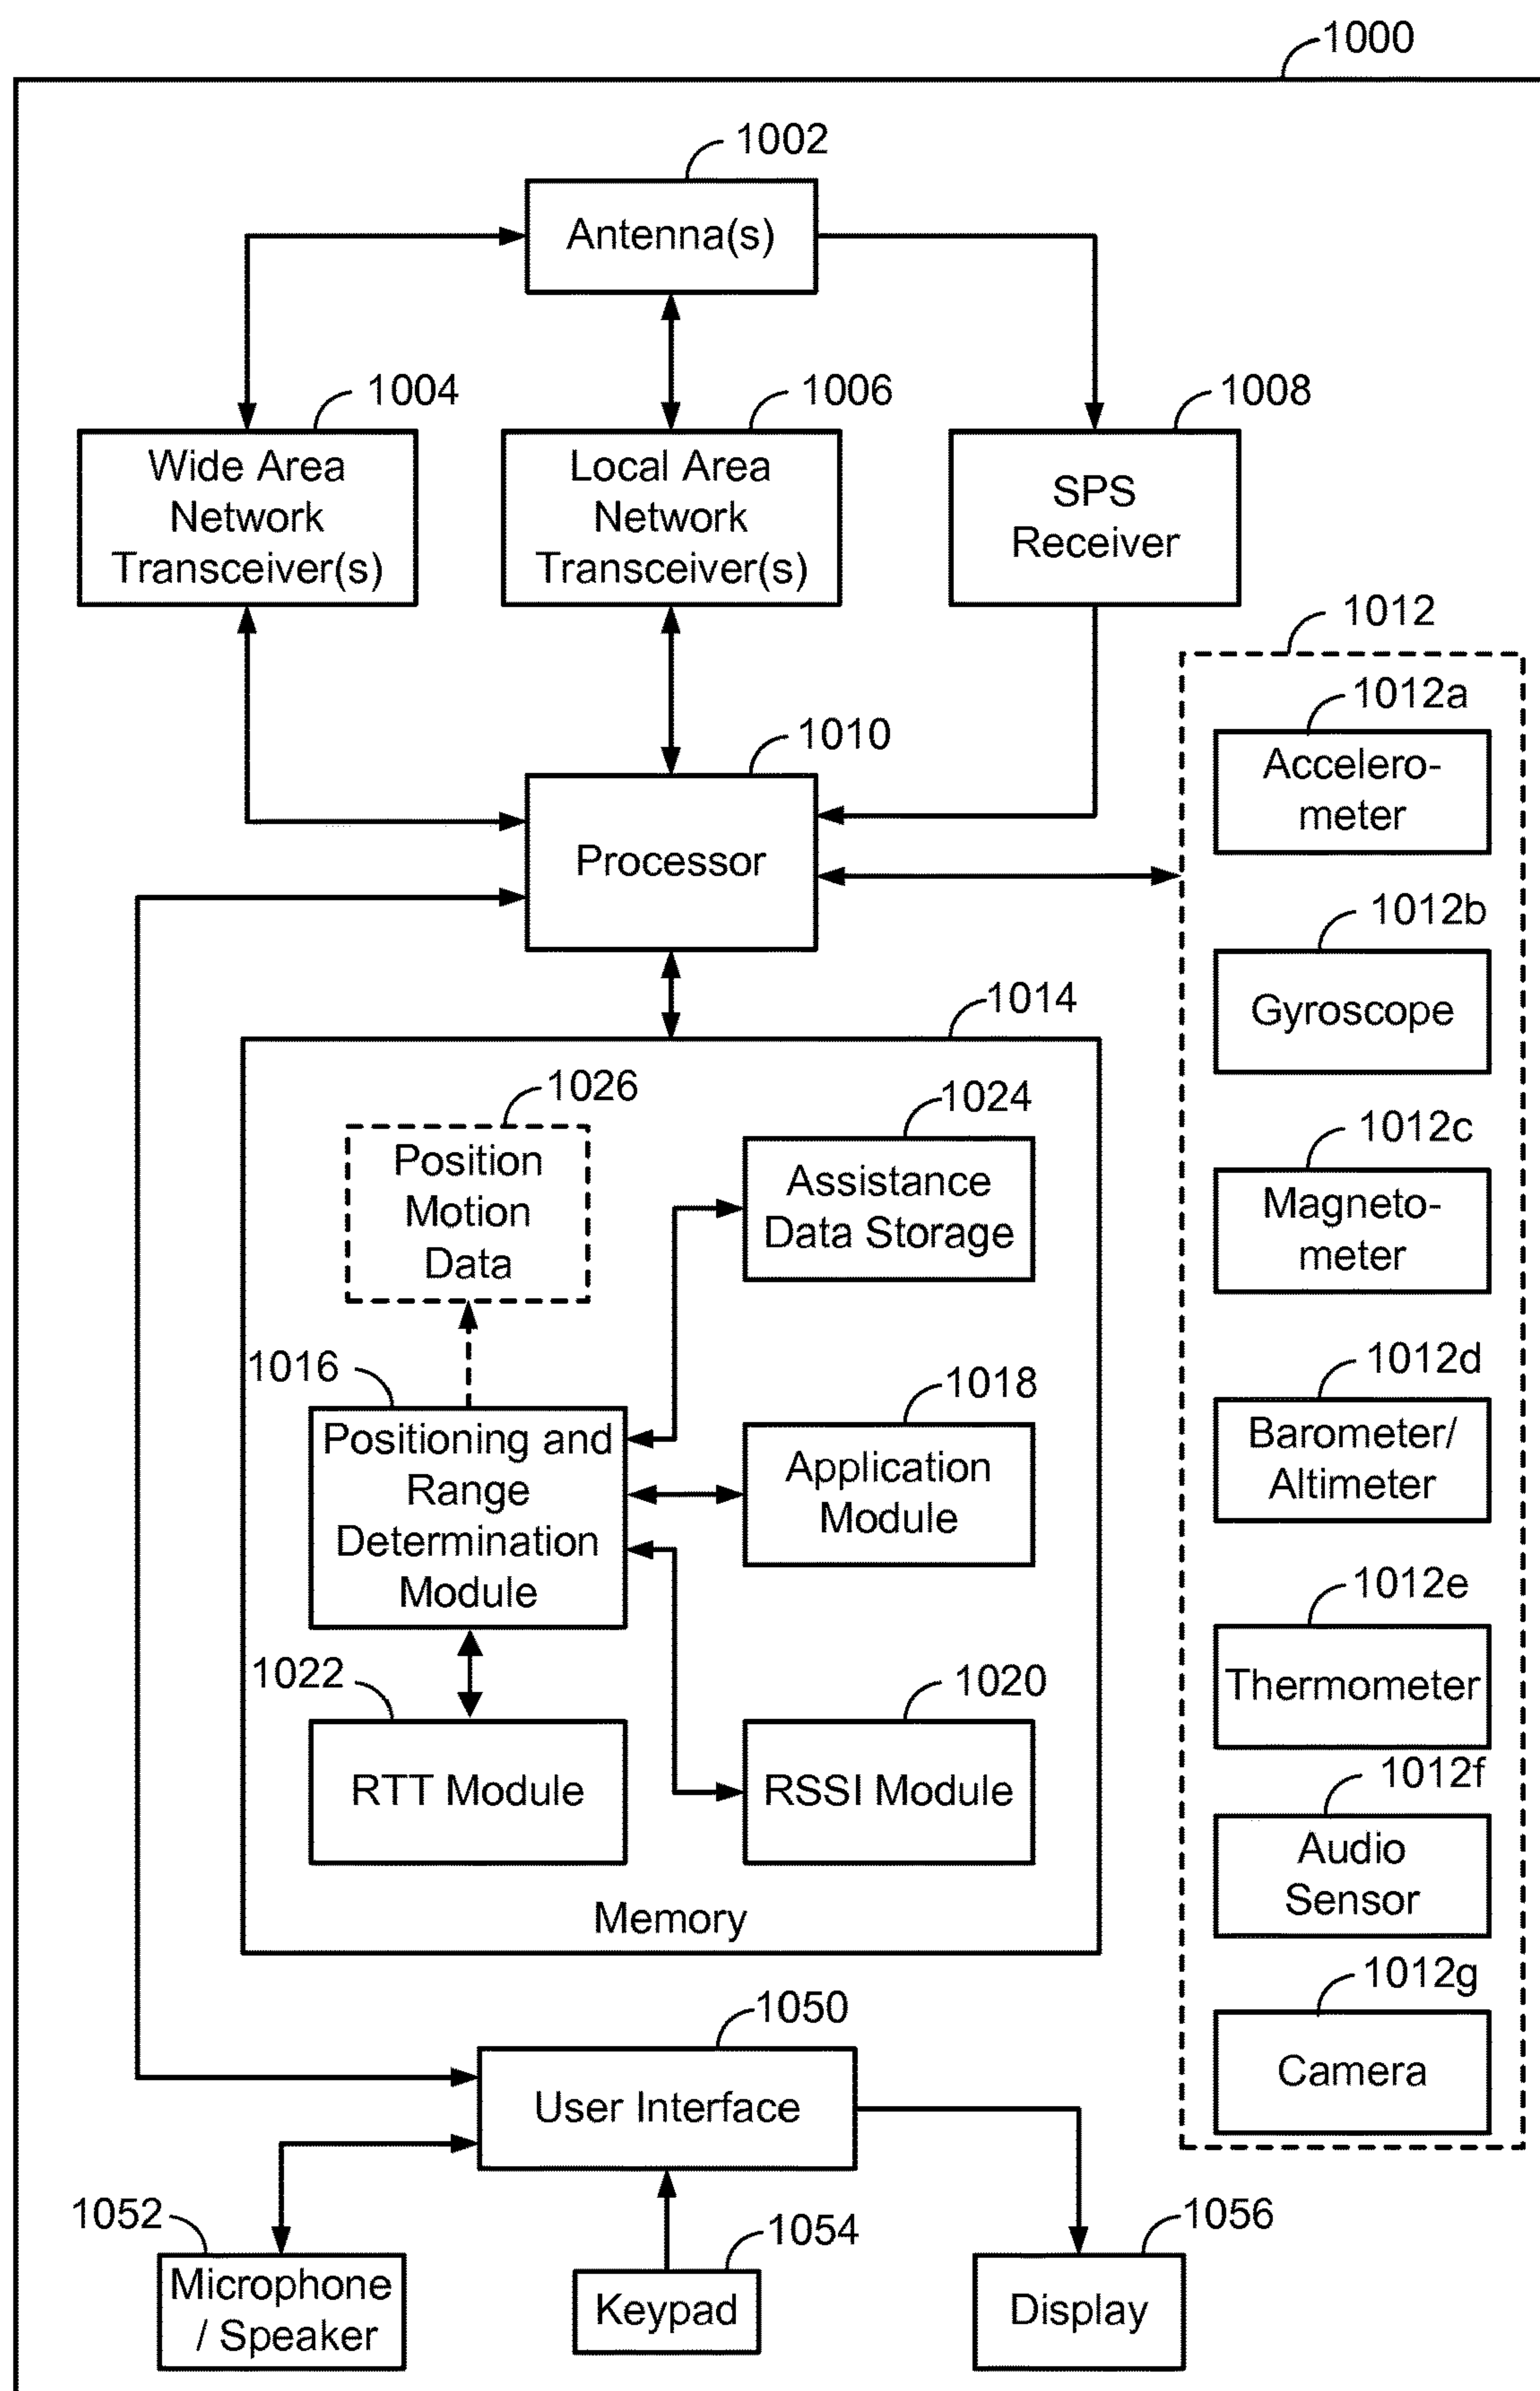 1000
1002
Antenna(s)
1004
1006
1008
Wide Area
Network
Transceiver(s)
Local Area
Network
Transceiver(s)
SPS
Receiver
1012
1012a
Accelero-
meter
1010
Processor
1012b
Gyroscope
1014
1026
Position
Motion
Data
1024
Assistance
Data Storage
1012c
Magneto-
meter
1016
Positioning and
Range
Determination
Module
1018
Application
Module
1012d
Barometer/
Altimeter
1012e
Thermometer
1022
RTT Module
1020
RSSI Module
Memory
1012f
Audio
Sensor
1012g
Camera
1050
User Interface
1052
Microphone
/ Speaker
1054
Keypad
1056
Display